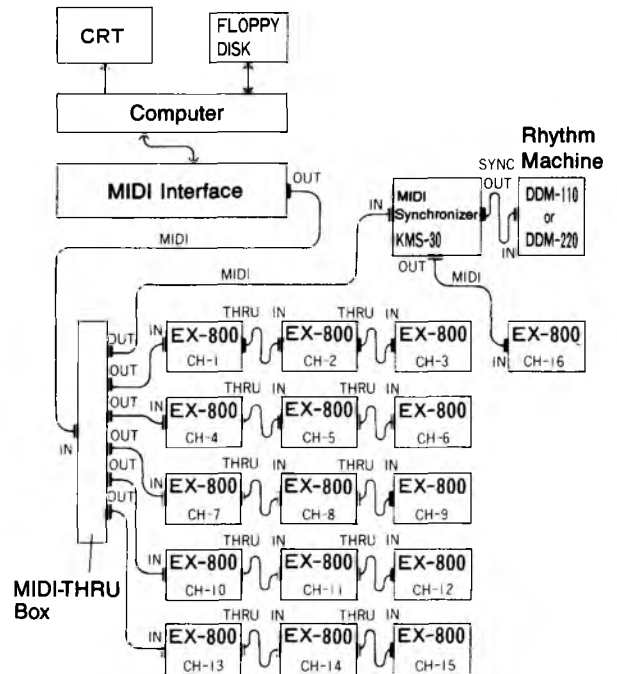 CRT
FLOPPY
DISK
Computer
MIDI Interface
OUT
MIDI
Rhythm
Machine
SYNC
OUT
IN
MIDI
Synchronizer
KMS-30
DDM-110
or
DDM-220
IN
OUT
MIDI
MIDI
EX-800
CH-16
IN
OUT
OUT
OUT
OUT
OUT
OUT
IN
MIDI-THRU
Box
IN
EX-800
CH-1
THRU IN
EX-800
CH-2
THRU IN
EX-800
CH-3
IN
EX-800
CH-4
THRU IN
EX-800
CH-5
THRU IN
EX-800
CH-6
IN
EX-800
CH-7
THRU IN
EX-800
CH-8
THRU IN
EX-800
CH-9
IN
EX-800
CH-10
THRU IN
EX-800
CH-11
THRU IN
EX-800
CH-12
IN
EX-800
CH-13
THRU IN
EX-800
CH-14
THRU IN
EX-800
CH-15